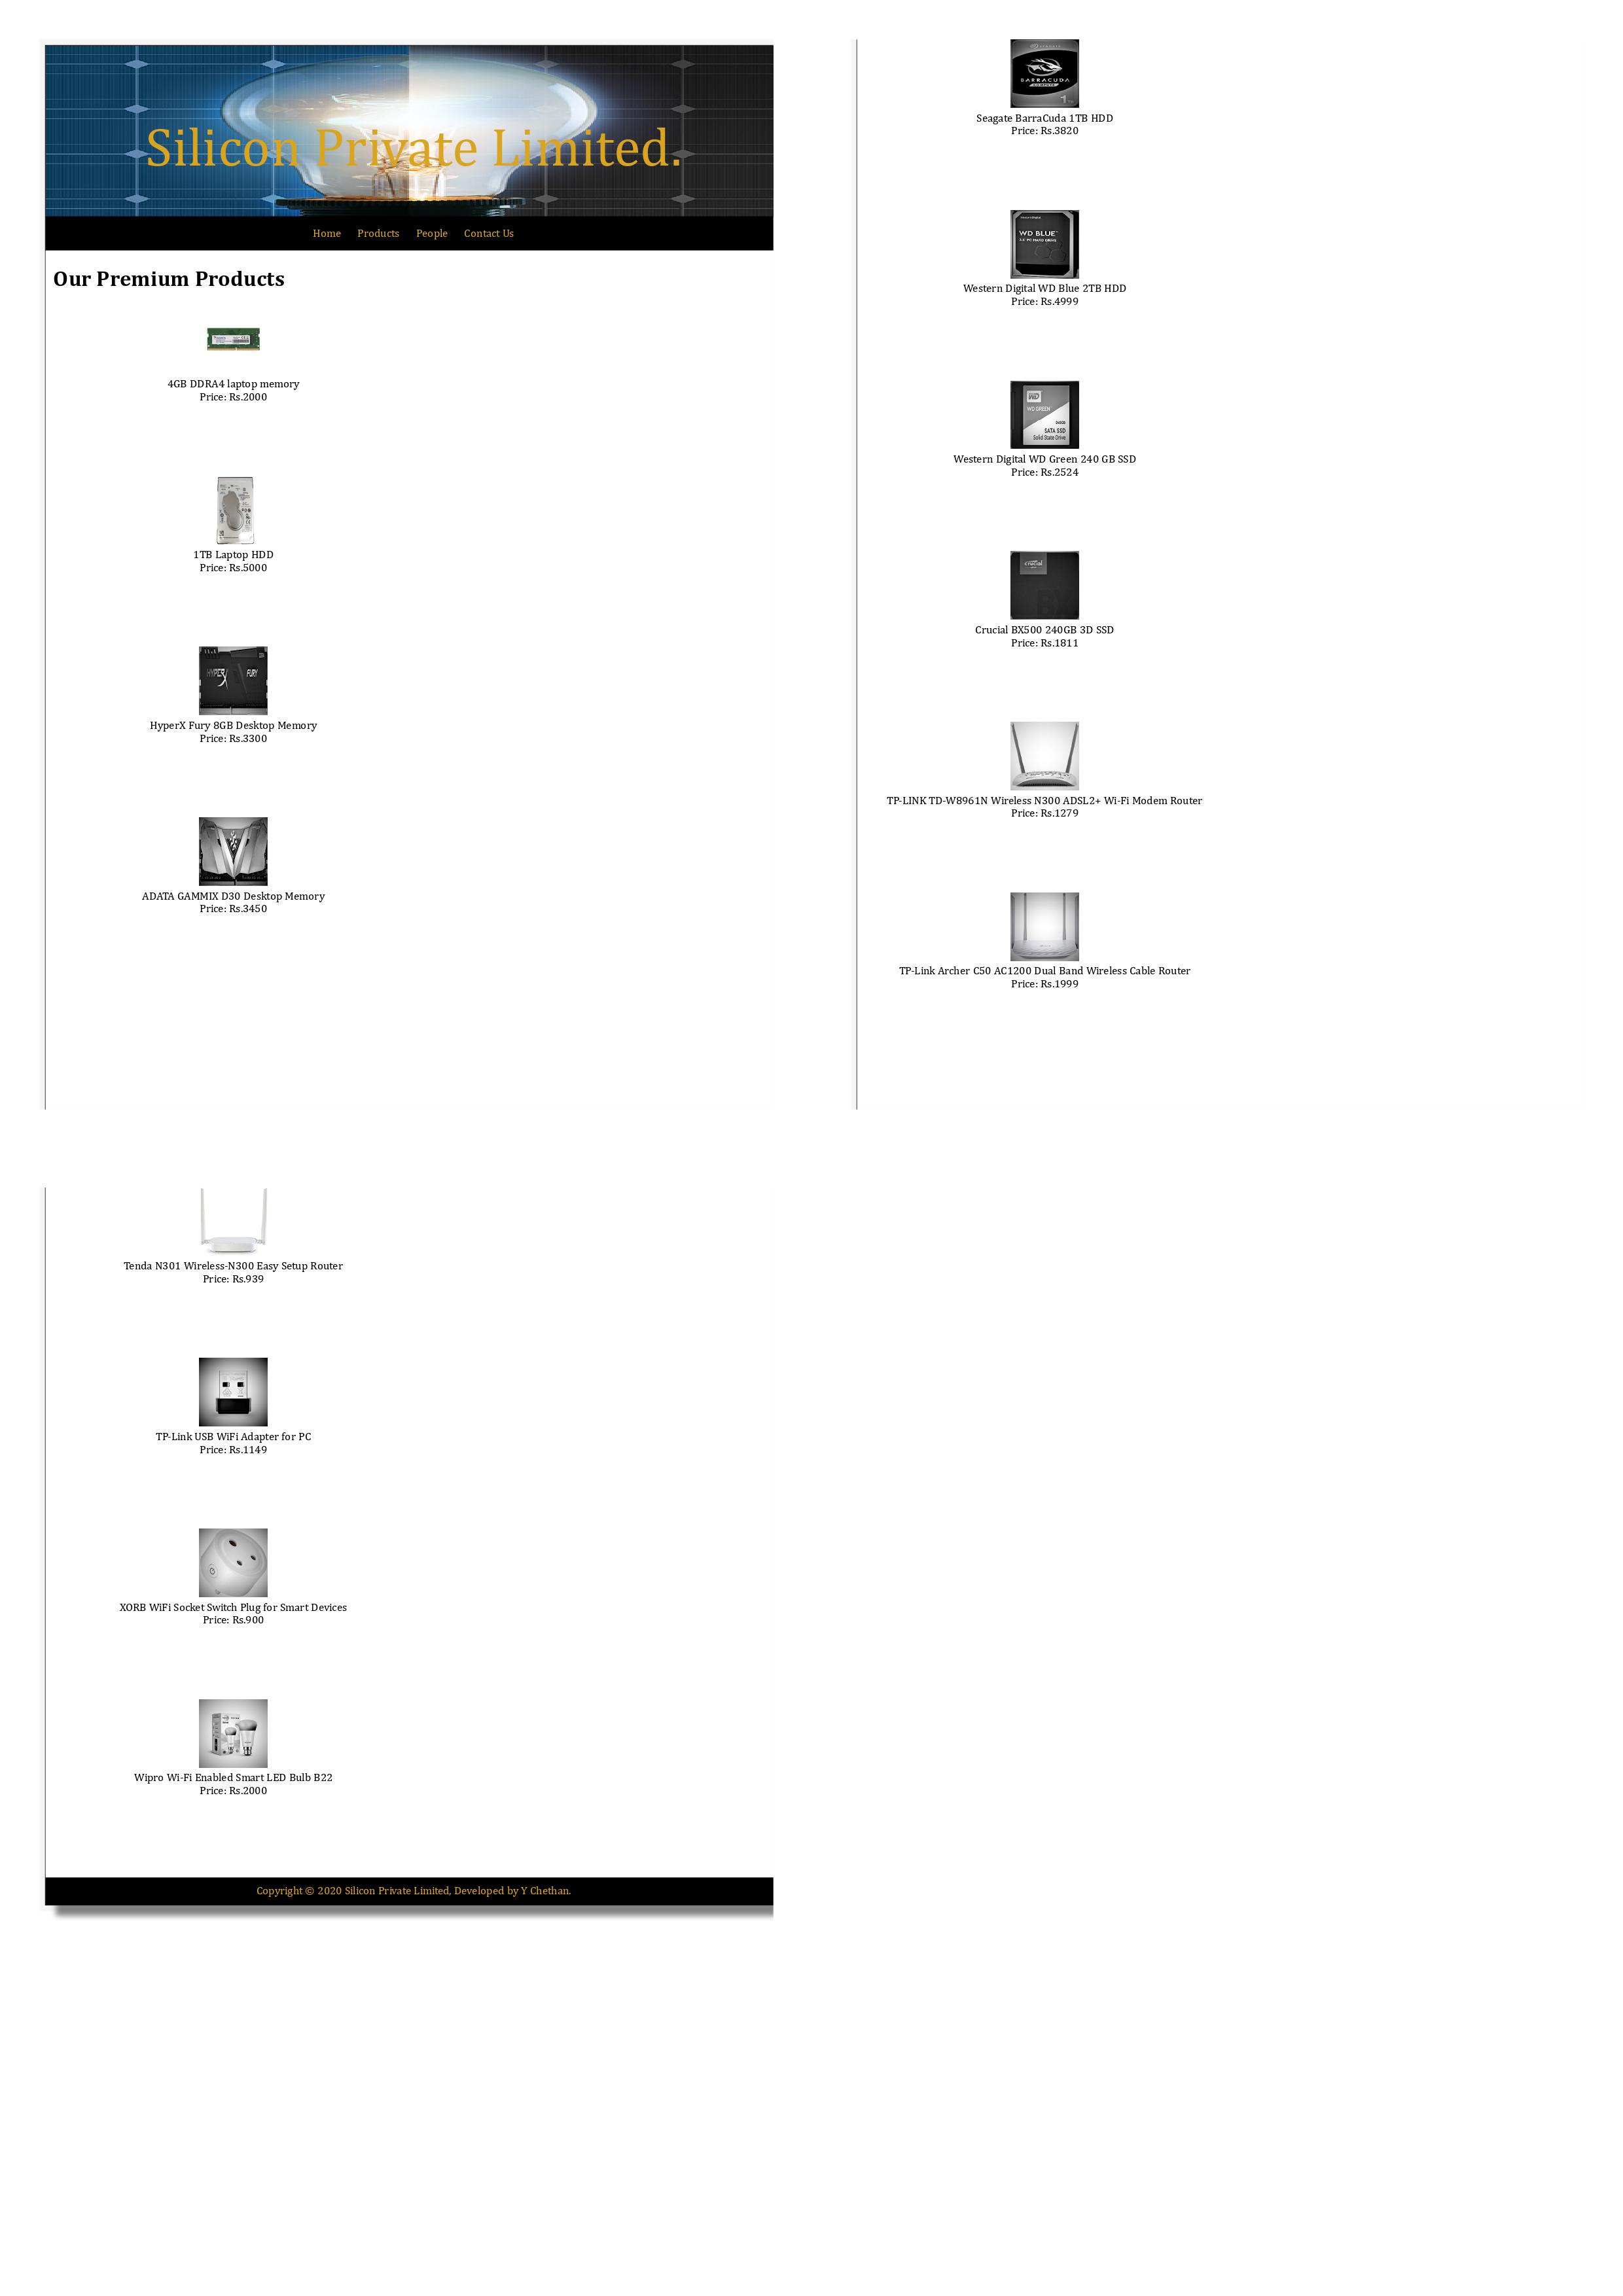 Silicon Private Limited.
Home Products People Contact Us
Our Premium Products
4GB DDRA4 laptop memory
Price: Rs.2000
1TB Laptop HDD
Price: Rs.5000
HYPERX FURY
HyperX Fury 8GB Desktop Memory
Price: Rs.3300
ADATA GAMMIX D30 Desktop Memory
Price: Rs.3450
BARRACUDA
COMPUTE
1
Seagate BarraCuda 1TB HDD
Price: Rs.3820
WD BLUE
Western Digital WD Blue 2TB HDD
Price: Rs.4999
WD
WD GREEN
240GB
SATA SSD
Solid State Drive
Western Digital WD Green 240 GB SSD
Price: Rs.2524
crucial
Crucial BX500 240GB 3D SSD
Price: Rs.1811
TP-LINK TD-W8961N Wireless N300 ADSL2+ Wi-Fi Modem Router
Price: Rs.1279
TP-Link Archer C50 AC1200 Dual Band Wireless Cable Router
Price: Rs.1999
Tenda N301 Wireless-N300 Easy Setup Router
Price: Rs.939
TP-Link USB WiFi Adapter for PC
Price: Rs.1149
XORB WiFi Socket Switch Plug for Smart Devices
Price: Rs.900
Wipro Wi-Fi Enabled Smart LED Bulb B22
Price: Rs.2000
Copyright © 2020 Silicon Private Limited, Developed by Y Chethan.